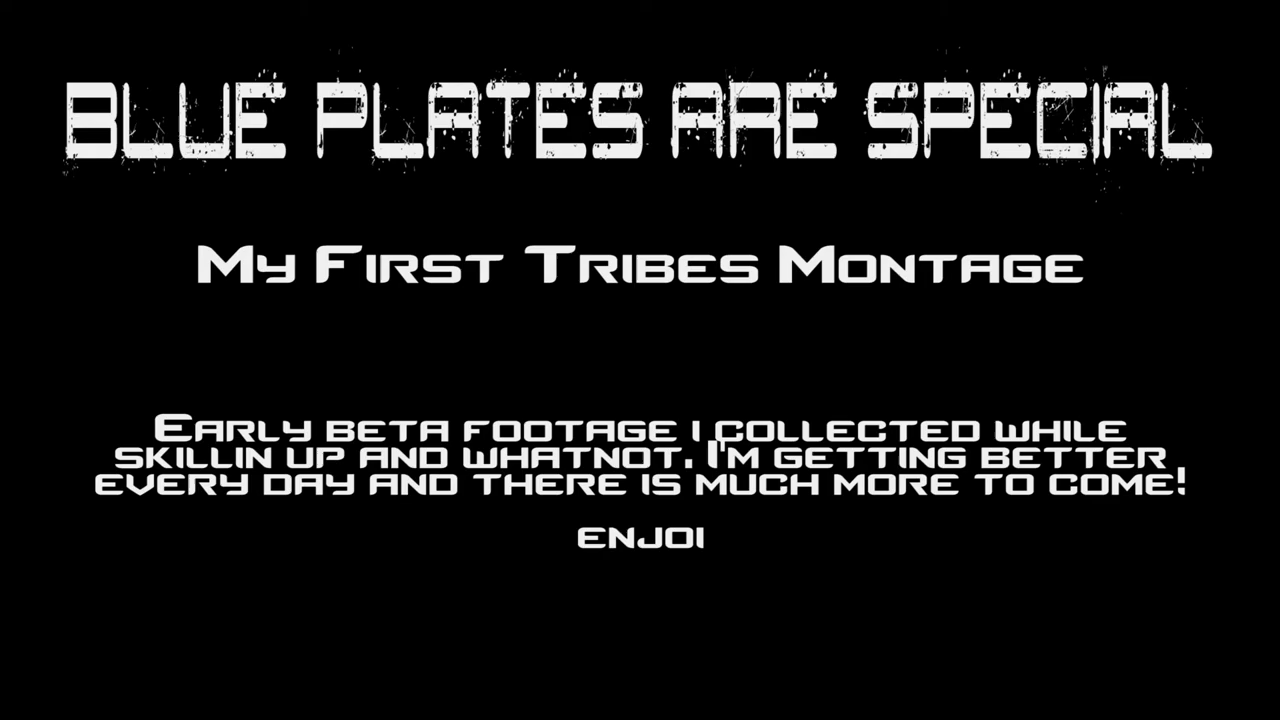 BLUE PLATES ARE SPECIAL
MY FIRST TRIBES MONTAGE
EARLY BETA FOOTAGE I COLLECTED WHILE
SKILLIN UP AND WHATNOT. I'M GETTING BETTER
EVERY DAY AND THERE IS MUCH MORE TO COME!
ENJOI